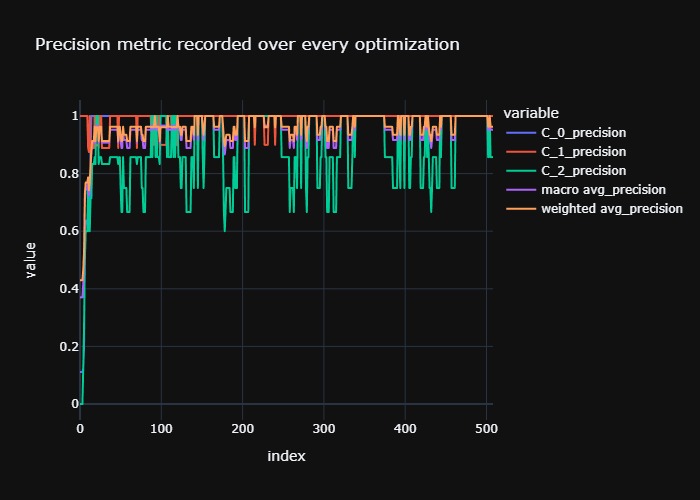 Precision metric recorded over every optimization
variable
C_0_precision
C_1_precision
C_2_precision
macro avg_precision
weighted avg_precision
value
1
0.8
0.6
0.4
0.2
0
0 100 200 300 400 500
index